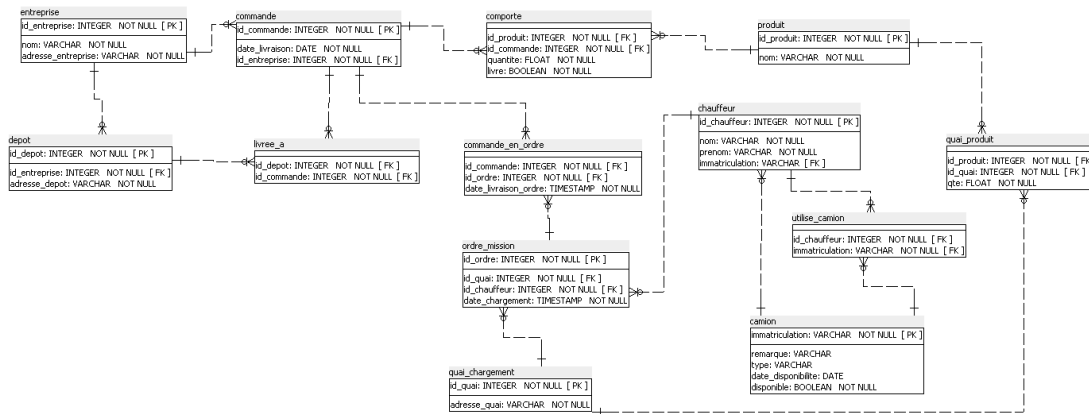 entreprise
id_entreprise: INTEGER NOT NULL [ PK ]
nom: VARCHAR NOT NULL
adresse_entreprise: VARCHAR NOT NULL
commande
id_commande: INTEGER NOT NULL [ PK ]
date_livraison: DATE NOT NULL
id_entreprise: INTEGER NOT NULL [ FK ]
comporte
id_produit: INTEGER NOT NULL [ FK ]
id_commande: INTEGER NOT NULL [ FK ]
quantite: FLOAT NOT NULL
livre: BOOLEAN NOT NULL
produit
id_produit: INTEGER NOT NULL [ PK ]
nom: VARCHAR NOT NULL
depot
id_depot: INTEGER NOT NULL [ PK ]
id_entreprise: INTEGER NOT NULL [ FK ]
adresse_depot: VARCHAR NOT NULL
livree_a
id_depot: INTEGER NOT NULL [ FK ]
id_commande: INTEGER NOT NULL [ FK ]
commande_en_ordre
id_commande: INTEGER NOT NULL [ FK ]
id_ordre: INTEGER NOT NULL [ FK ]
date_livraison_ordre: TIMESTAMP NOT NULL
chauffeur
id_chauffeur: INTEGER NOT NULL [ PK ]
nom: VARCHAR NOT NULL
prenom: VARCHAR NOT NULL
immatriculation: VARCHAR [ FK ]
quai_produit
id_produit: INTEGER NOT NULL [ FK ]
id_quai: INTEGER NOT NULL [ FK ]
qte: FLOAT NOT NULL
utilise_camion
id_chauffeur: INTEGER NOT NULL [ FK ]
immatriculation: VARCHAR NOT NULL [ FK ]
ordre_mission
id_ordre: INTEGER NOT NULL [ PK ]
id_quai: INTEGER NOT NULL [ FK ]
id_chauffeur: INTEGER NOT NULL [ FK ]
date_chargement: TIMESTAMP NOT NULL
camion
immatriculation: VARCHAR NOT NULL [ PK ]
remarque: VARCHAR
type: VARCHAR
date_disponibilite: DATE
disponible: BOOLEAN NOT NULL
quai_chargement
id_quai: INTEGER NOT NULL [ PK ]
adresse_quai: VARCHAR NOT NULL